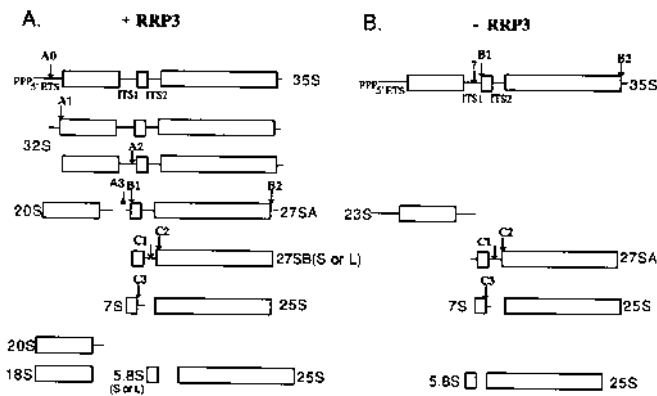 A. + RRP3
A0
PPP 5' ETS ITS1 ITS2 35S
A1
32S
A2
A3 B1 B2
20S 27SA
C1 C2
27SB(S or L)
C3
7S 25S
20S
18S 5.8S 25S
(S or L)
B. - RRP3
? B1 B2
PPP 5' ETS ITS1 ITS2 35S
23S
C1 C2
27SA
C3
7S 25S
5.8S 25S